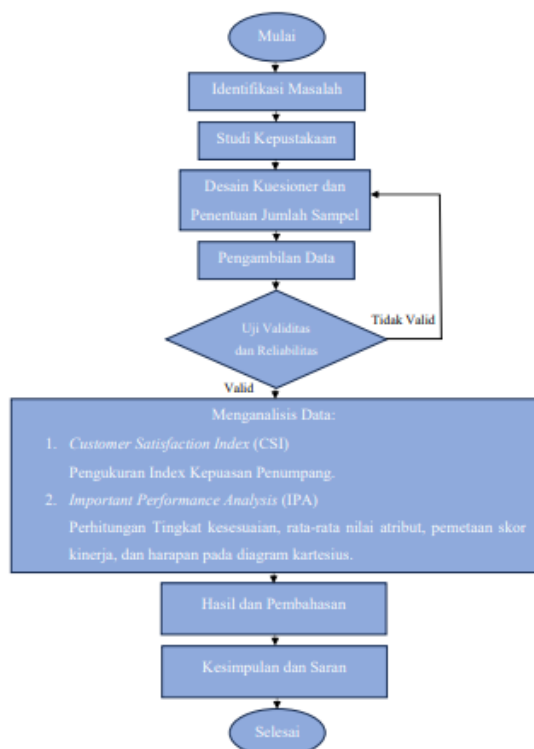 Mulai
Identifikasi Masalah
Studi Kepustakaan
Desain Kuesioner dan
Penentuan Jumlah Sampel
Pengambilan Data
Uji Validitas
dan Reliabilitas
Tidak Valid
Valid
Menganalisis Data:
1. Customer Satisfaction Index (CSI)
Pengukuran Index Kepuasan Penumpang.
2. Important Performance Analysis (IPA)
Perhitungan Tingkat kesesuaian, rata-rata nilai atribut, pemetaan skor
kinerja, dan harapan pada diagram kartesius.
Hasil dan Pembahasan
Kesimpulan dan Saran
Selesai